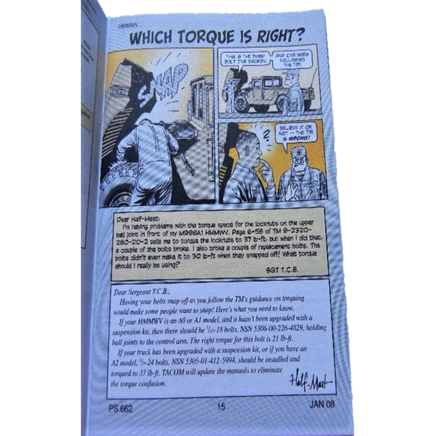 HMMWV...
WHICH TORQUE IS RIGHT?
SNAP
THIS IS THE THIRD
BOLT I'VE BROKEN!
AND I'VE BEEN
FOLLOWING
THE TM!
?
BELIEVE IT OR
NOT -- THE TM
IS WRONG!
Dear Half-Mast,
I'm having problems with the torque specs for the locknuts on the upper
ball joint in front of my M998A1 HMMWV. Page 6-58 of TM 9-2320-
280-20-2 tells me to torque the locknuts to 37 lb-ft, but when I did that,
a couple of the bolts broke. I also broke a couple of replacement bolts. The
bolts didn't even make it to 30 lb-ft when they snapped off! What torque
should I really be using?
SGT T.C.B.
Dear Sergeant T.C.B.,
Having your bolts snap off as you follow the TM's guidance on torquing
would make some people want to snap! Here's what you need to know.
If your HMMWV is an A0 or A1 model, and it hasn't been upgraded with a
suspension kit, then there should be 5/16-18 bolts, NSN 5306-00-226-4829, holding
ball joints to the control arm. The right torque for this bolt is 21 lb-ft.
If your truck has been upgraded with a suspension kit, or if you have an
A2 model, 3/8-24 bolts, NSN 5305-01-412-5994, should be installed and
torqued to 37 lb-ft. TACOM will update the manuals to eliminate
the torque confusion.
Half-Mast
PS 662
15
JAN 08